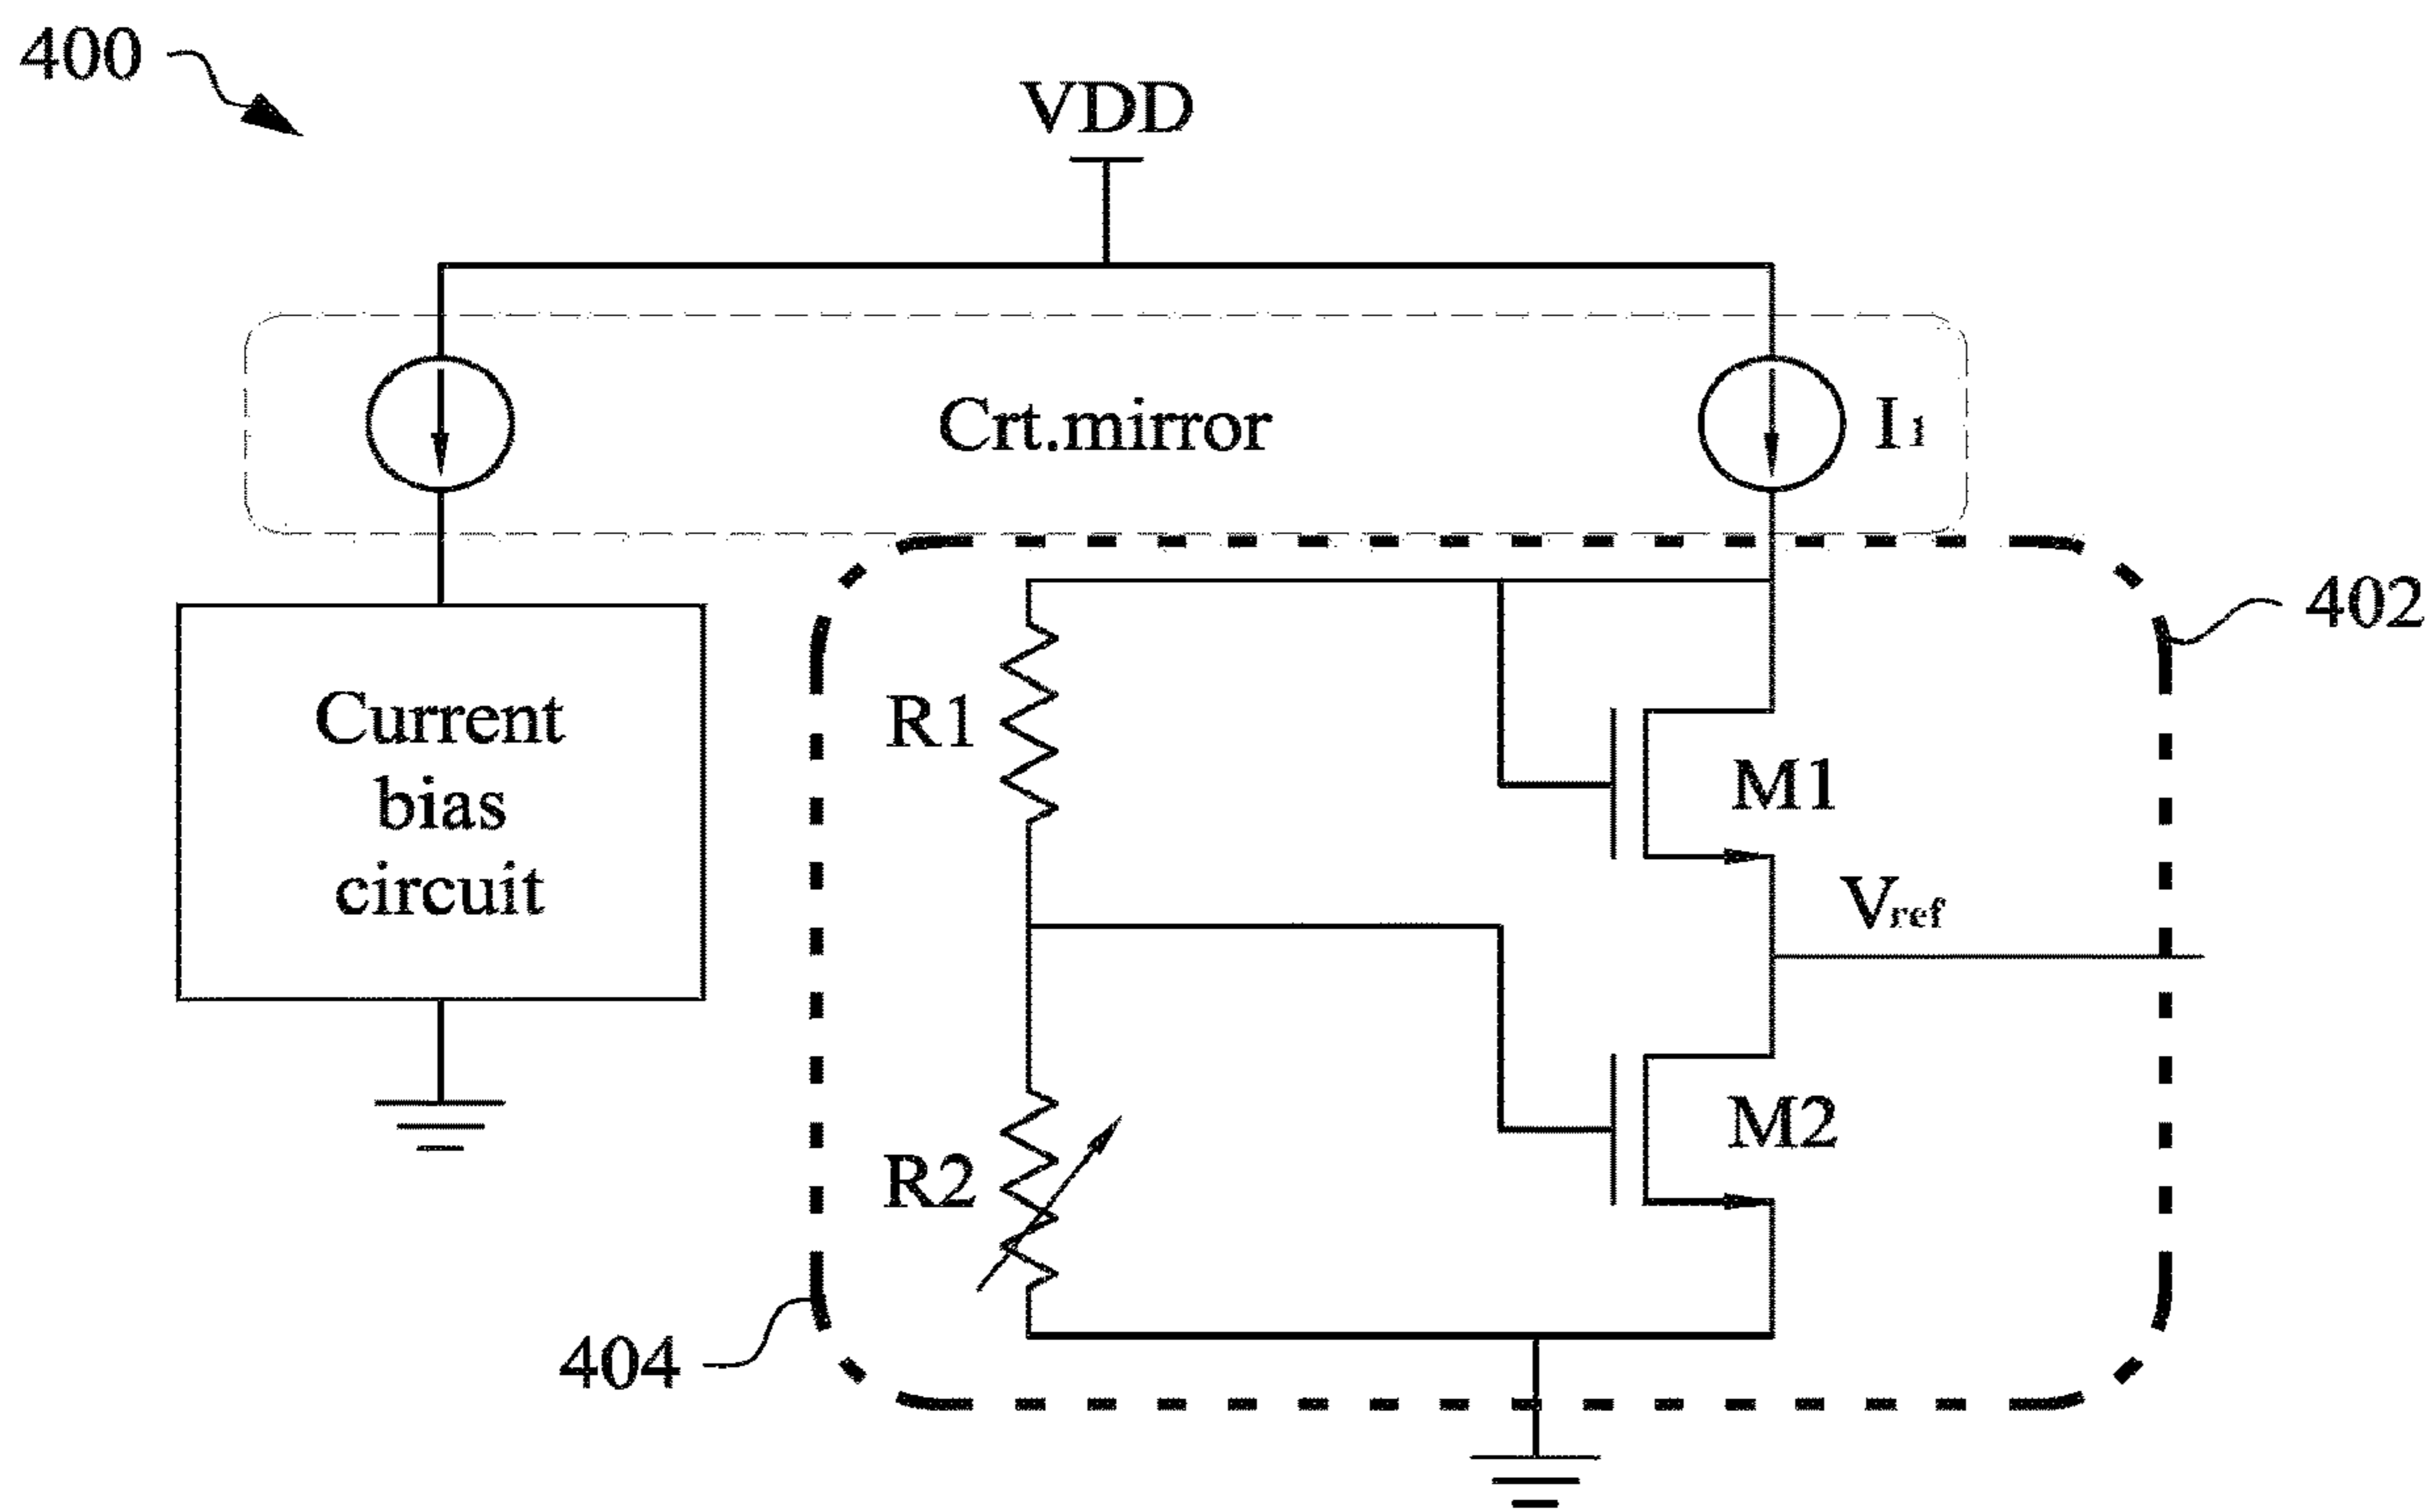 400
VDD
Crt.mirror
I1
402
Current
bias
circuit
R1
M1
Vref
R2
M2
404